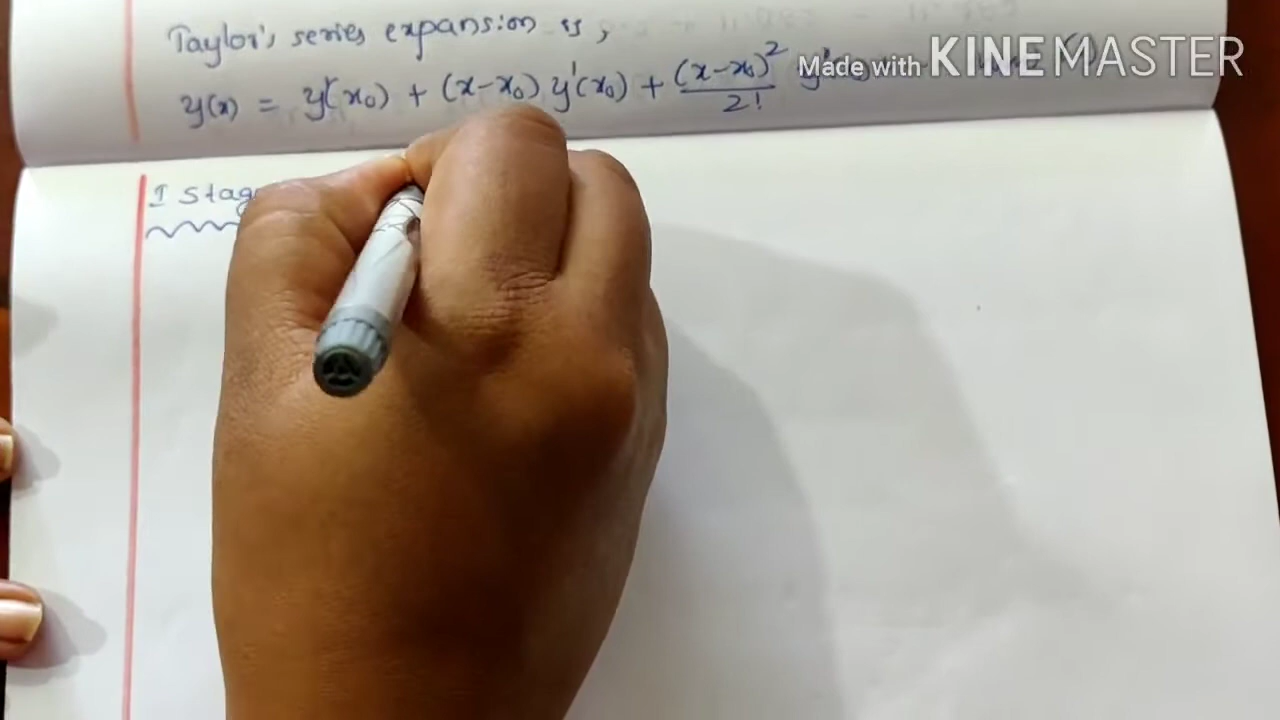 Taylor's series expansion is,
y(x) = y(x₀) + (x-x₀) y'(x₀) + (x-x₀)²/2!
Made with KINEMASTER
I Stag